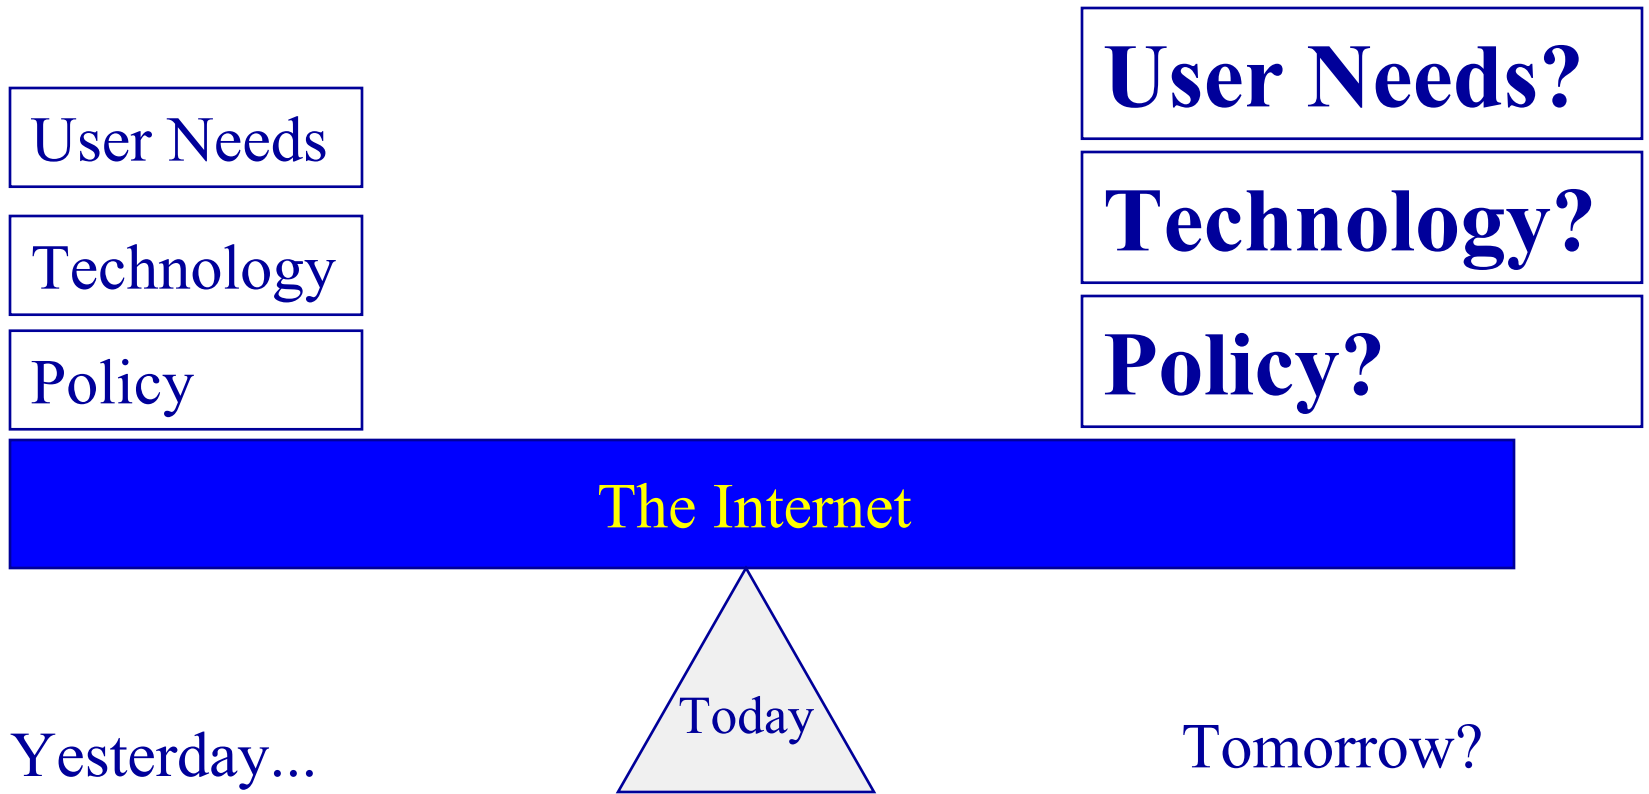 User Needs
Technology
Policy
User Needs?
Technology?
Policy?
The Internet
Today
Yesterday...
Tomorrow?